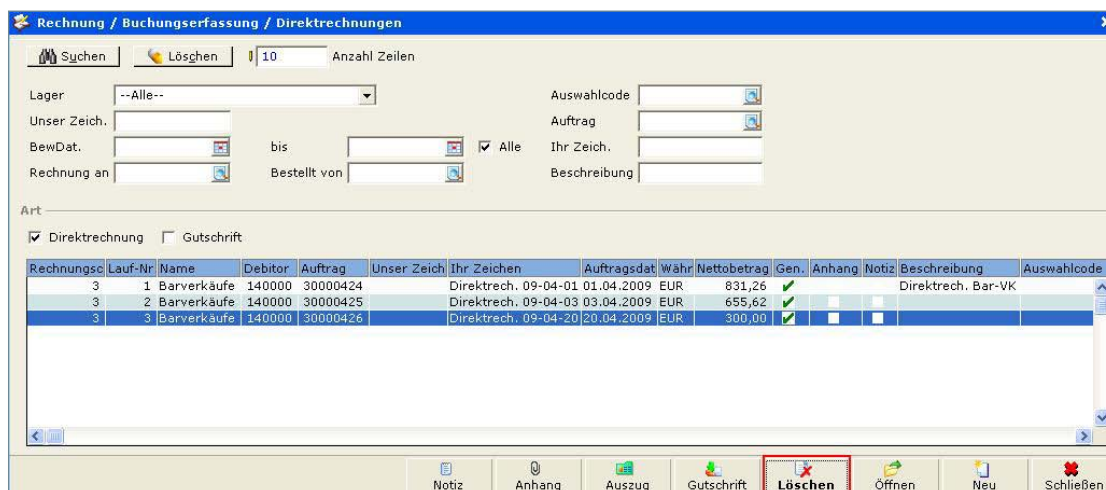 Rechnung / Buchungserfassung / Direktrechnungen
Suchen Löschen 10 Anzahl Zeilen
Lager --Alle-- Auswahlcode
Unser Zeich. Auftrag
BewDat. bis Alle Ihr Zeich.
Rechnung an Bestellt von Beschreibung
Art
Direktrechnung Gutschrift
Rechnungsc Lauf-Nr Name Debitor Auftrag Unser Zeich Ihr Zeichen Auftragsdat Währ Nettobetrag Gen. Anhang Notiz Beschreibung Auswahlcode
3 1 Barverkäufe 140000 30000424 Direktrech. 09-04-01 01.04.2009 EUR 831,26 Direktrech. Bar-VK
3 2 Barverkäufe 140000 30000425 Direktrech. 09-04-03 03.04.2009 EUR 655,62
3 3 Barverkäufe 140000 30000426 Direktrech. 09-04-20 20.04.2009 EUR 300,00
Notiz Anhang Auszug Gutschrift Löschen Öffnen Neu Schließen